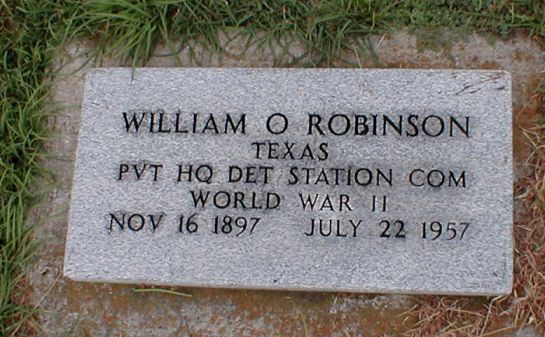 WILLIAM O ROBINSON
TEXAS
PVT HQ DET STATION COM
WORLD WAR II
NOV 16 1897 JULY 22 1957